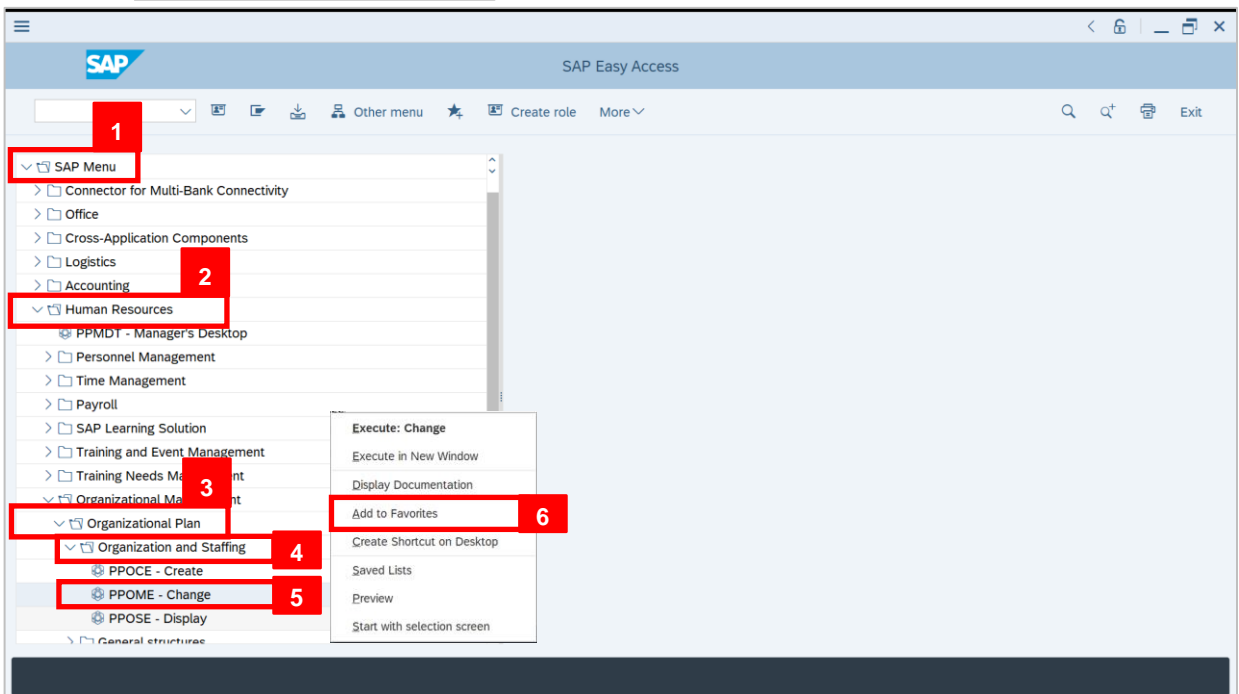 SAP
SAP Easy Access
Other menu
Create role
More
Exit
1
SAP Menu
Connector for Multi-Bank Connectivity
Office
Cross-Application Components
Logistics
2
Accounting
Human Resources
PPMDT - Manager's Desktop
Personnel Management
Time Management
Payroll
SAP Learning Solution
Training and Event Management
Training Needs Ma ent
3
Organizational Ma nt
Organizational Plan
Organization and Staffing
4
PPOCE - Create
PPOME - Change
5
PPOSE - Display
General structures
Execute: Change
Execute in New Window
Display Documentation
Add to Favorites
6
Create Shortcut on Desktop
Saved Lists
Preview
Start with selection screen